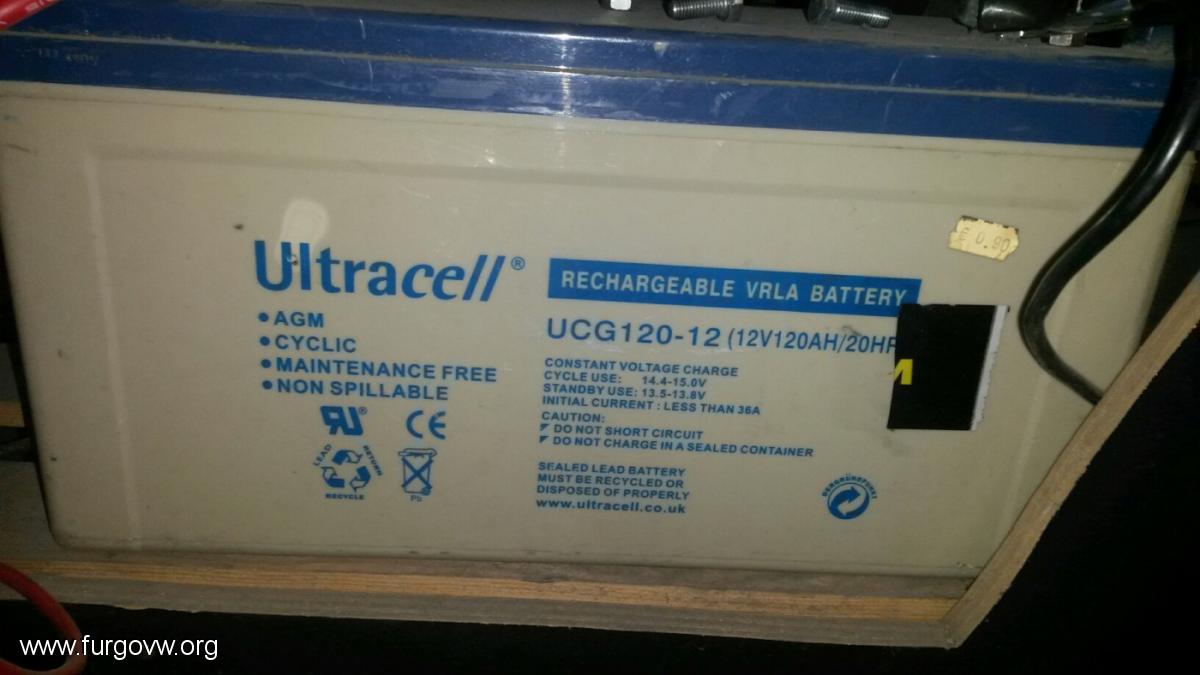 € 0.90
Ultracell®
RECHARGEABLE VRLA BATTERY
UCG120-12 (12V120AH/20HR
• AGM
• CYCLIC
• MAINTENANCE FREE
• NON SPILLABLE
CONSTANT VOLTAGE CHARGE
CYCLE USE: 14.4-15.0V
STANDBY USE: 13.5-13.8V
INITIAL CURRENT : LESS THAN 36A
CAUTION:
DO NOT SHORT CIRCUIT
DO NOT CHARGE IN A SEALED CONTAINER
CE
LEAD
RETURN
RECYCLE
Pb
SEALED LEAD BATTERY
MUST BE RECYCLED OR
DISPOSED OF PROPERLY
www.ultracell.co.uk
www.furgovw.org